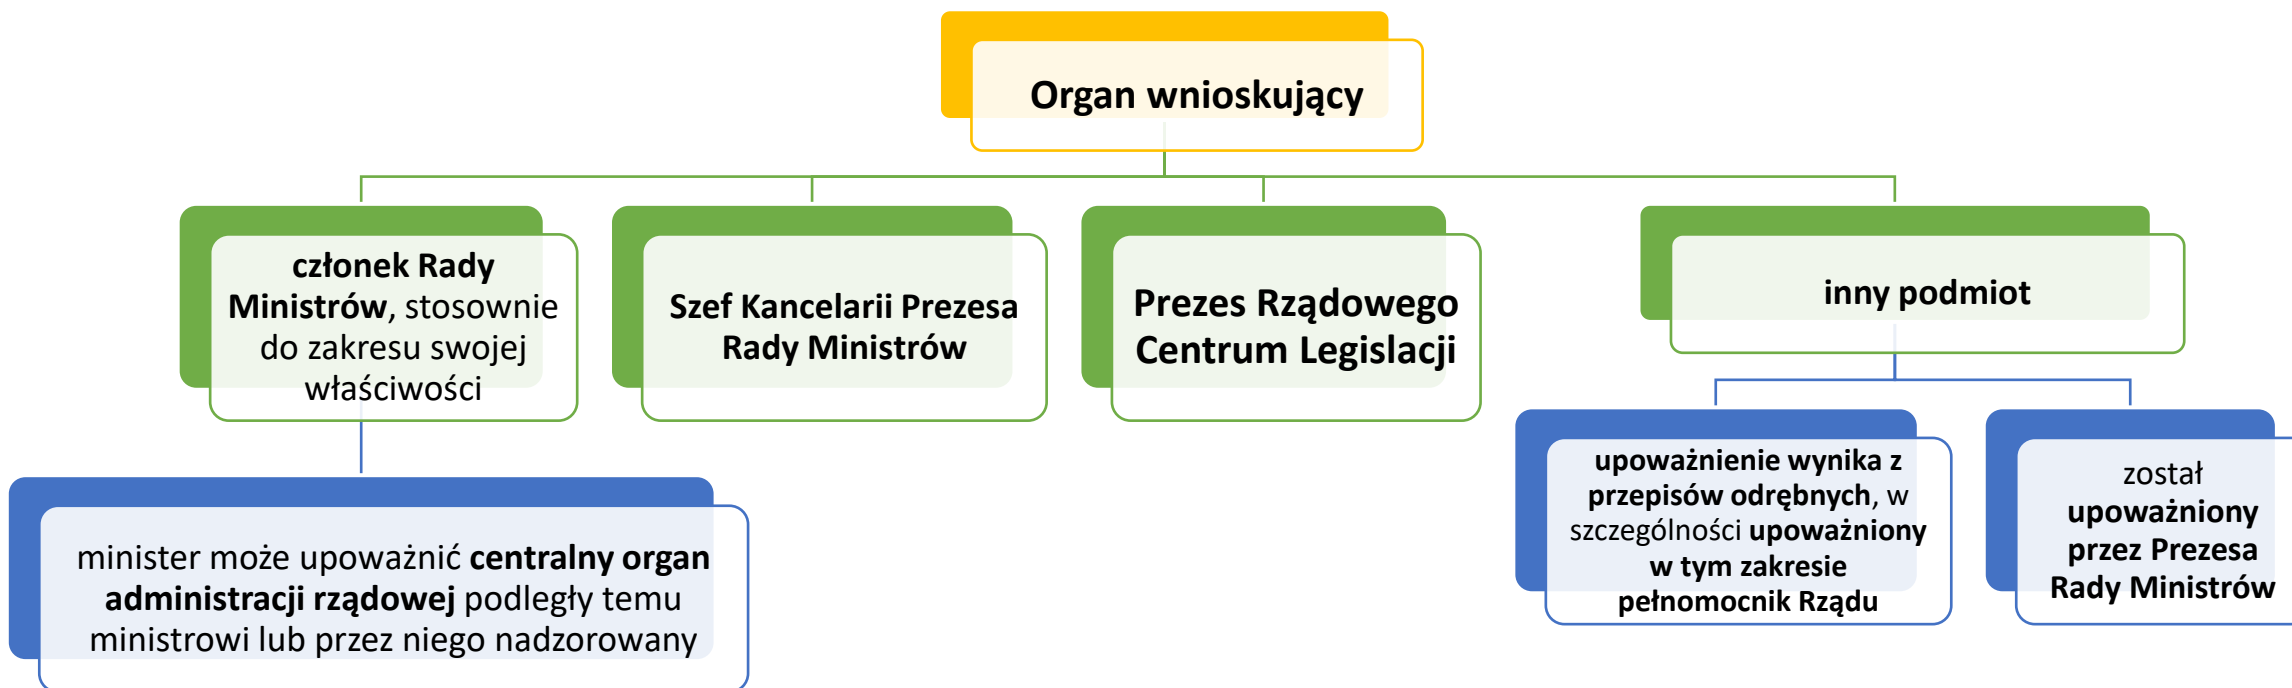 Organ wnioskujący
członek Rady
Ministrów, stosownie
do zakresu swojej
właściwości
Szef Kancelarii Prezesa
Rady Ministrów
Prezes Rządowego
Centrum Legislacji
inny podmiot
minister może upoważnić centralny organ
administracji rządowej podległy temu
ministrowi lub przez niego nadzorowany
upoważnienie wynika z
przepisów odrębnych, w
szczególności upoważniony
w tym zakresie
pełnomocnik Rządu
został
upoważniony
przez Prezesa
Rady Ministrów